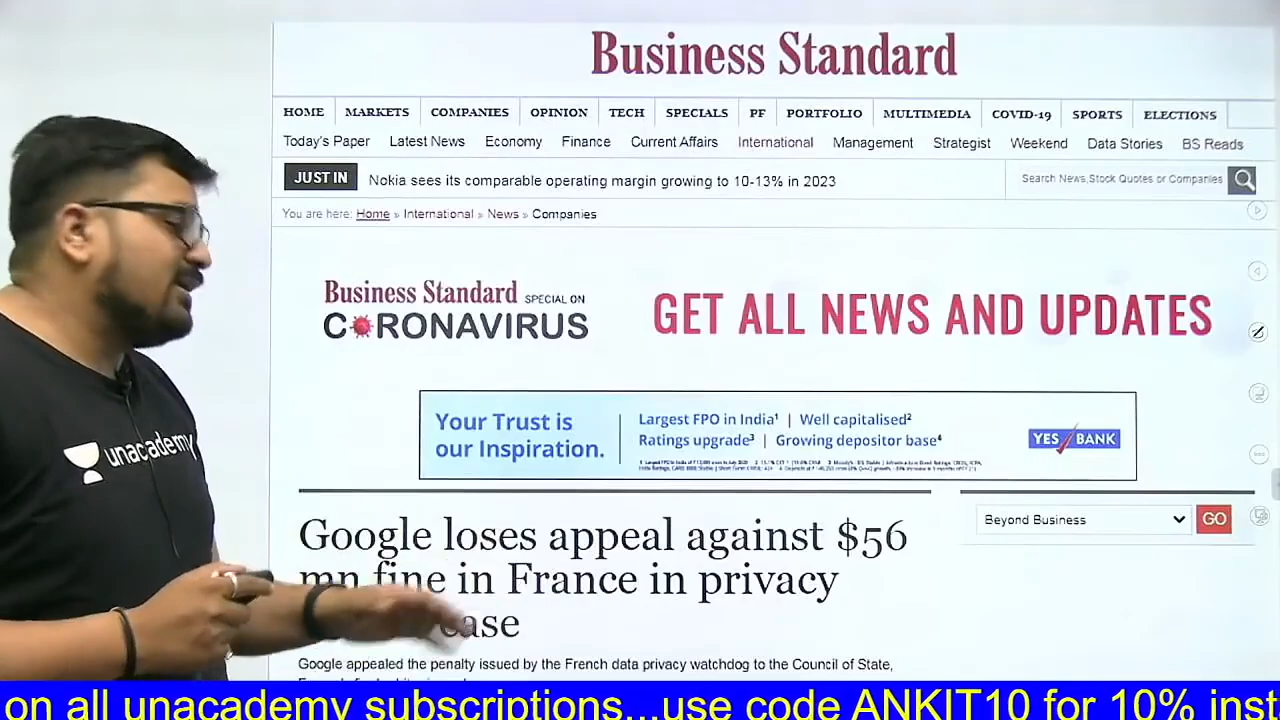 Business Standard
HOME MARKETS COMPANIES OPINION TECH SPECIALS PF PORTFOLIO MULTIMEDIA COVID-19 SPORTS ELECTIONS
Today's Paper Latest News Economy Finance Current Affairs International Management Strategist Weekend Data Stories BS Reads
JUST IN Nokia sees its comparable operating margin growing to 10-13% in 2023
Search News,Stock Quotes or Companies
You are here: Home » International » News » Companies
Business Standard SPECIAL ON
CORONAVIRUS
GET ALL NEWS AND UPDATES
Your Trust is
our Inspiration.
Largest FPO in India¹ | Well capitalised²
Ratings upgrade³ | Growing depositor base⁴
YES BANK
Beyond Business
GO
Google loses appeal against $56
mn fine in France in privacy
case
Google appealed the penalty issued by the French data privacy watchdog to the Council of State,
unacademy
on all unacademy subscriptions...use code ANKIT10 for 10% inst